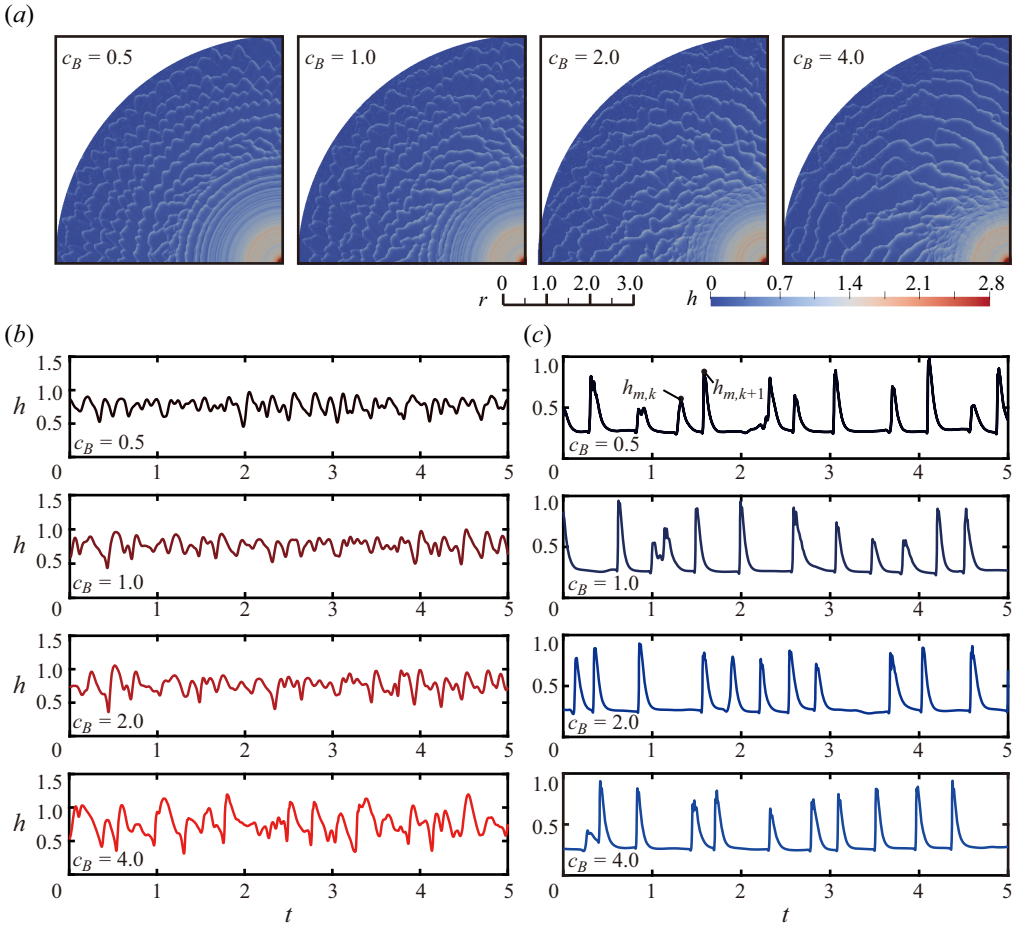 (a)
c_B = 0.5
c_B = 1.0
c_B = 2.0
c_B = 4.0
r 0 1.0 2.0 3.0
h 0 0.7 1.4 2.1 2.8
(b)
1.5
h 1.0
0.5
c_B = 0.5
0 1 2 3 4 5
1.5
1.0
0.5
c_B = 1.0
0 1 2 3 4 5
1.5
1.0
0.5
c_B = 2.0
0 1 2 3 4 5
1.5
h 1.0
0.5
c_B = 4.0
0 1 2 3 4 5
t
(c)
1.0
h_{m,k} h_{m,k+1}
0.5
c_B = 0.5
0 1 2 3 4 5
1.0
0.5
c_B = 1.0
0 1 2 3 4 5
1.0
0.5
c_B = 2.0
0 1 2 3 4 5
1.0
0.5
c_B = 4.0
0 1 2 3 4 5
t